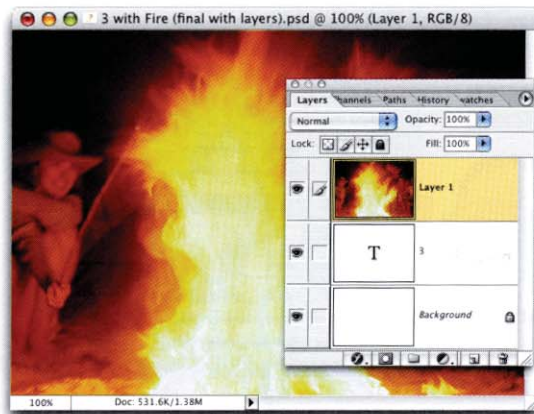 3 with Fire (final with layers).psd @ 100% (Layer 1, RGB/8)
Layers Channels Paths History watches
Normal Opacity: 100%
Lock: Fill: 100%
Layer 1
T 3
Background
100% Doc: 531.6K/1.38M